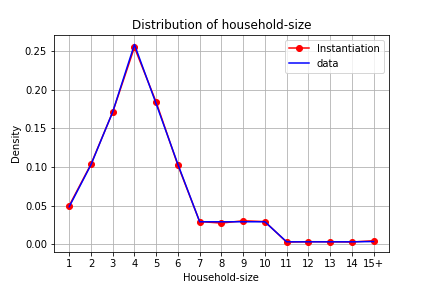 Distribution of household-size
Instantiation
data
Density
0.25
0.20
0.15
0.10
0.05
0.00
1 2 3 4 5 6 7 8 9 10 11 12 13 14 15+
Household-size